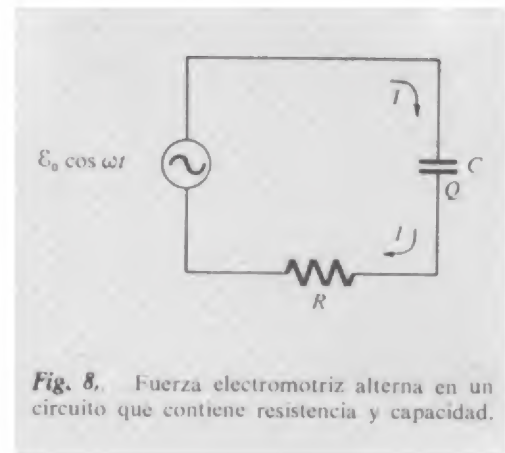 I
ℰ₀ cos ωt
C
Q
I
R
Fig. 8. Fuerza electromotriz alterna en un
circuito que contiene resistencia y capacidad.